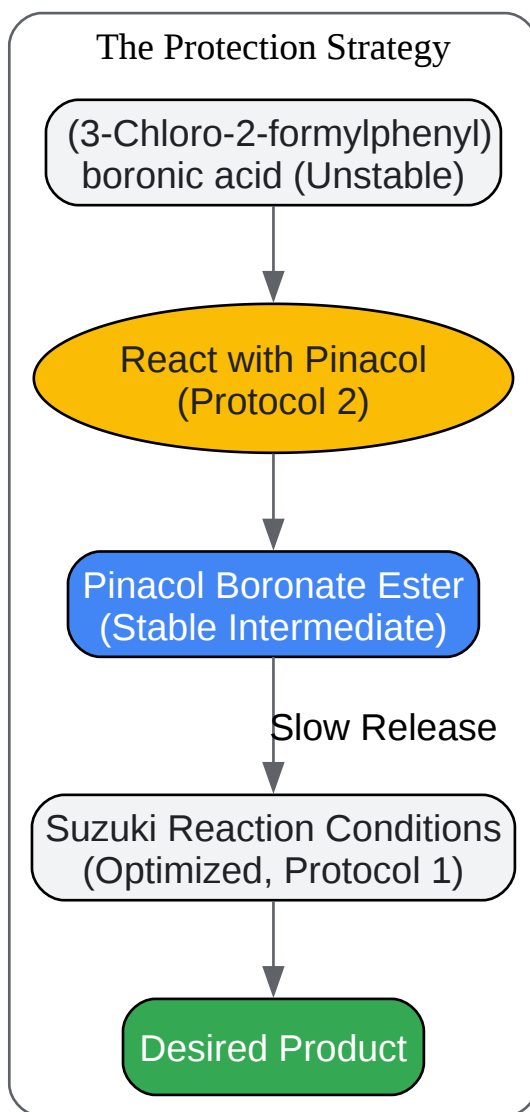 The Protection Strategy
(3-Chloro-2-formylphenyl)
boronic acid (Unstable)
React with Pinacol
(Protocol 2)
Pinacol Boronate Ester
(Stable Intermediate)
Slow Release
Suzuki Reaction Conditions
(Optimized, Protocol 1)
Desired Product